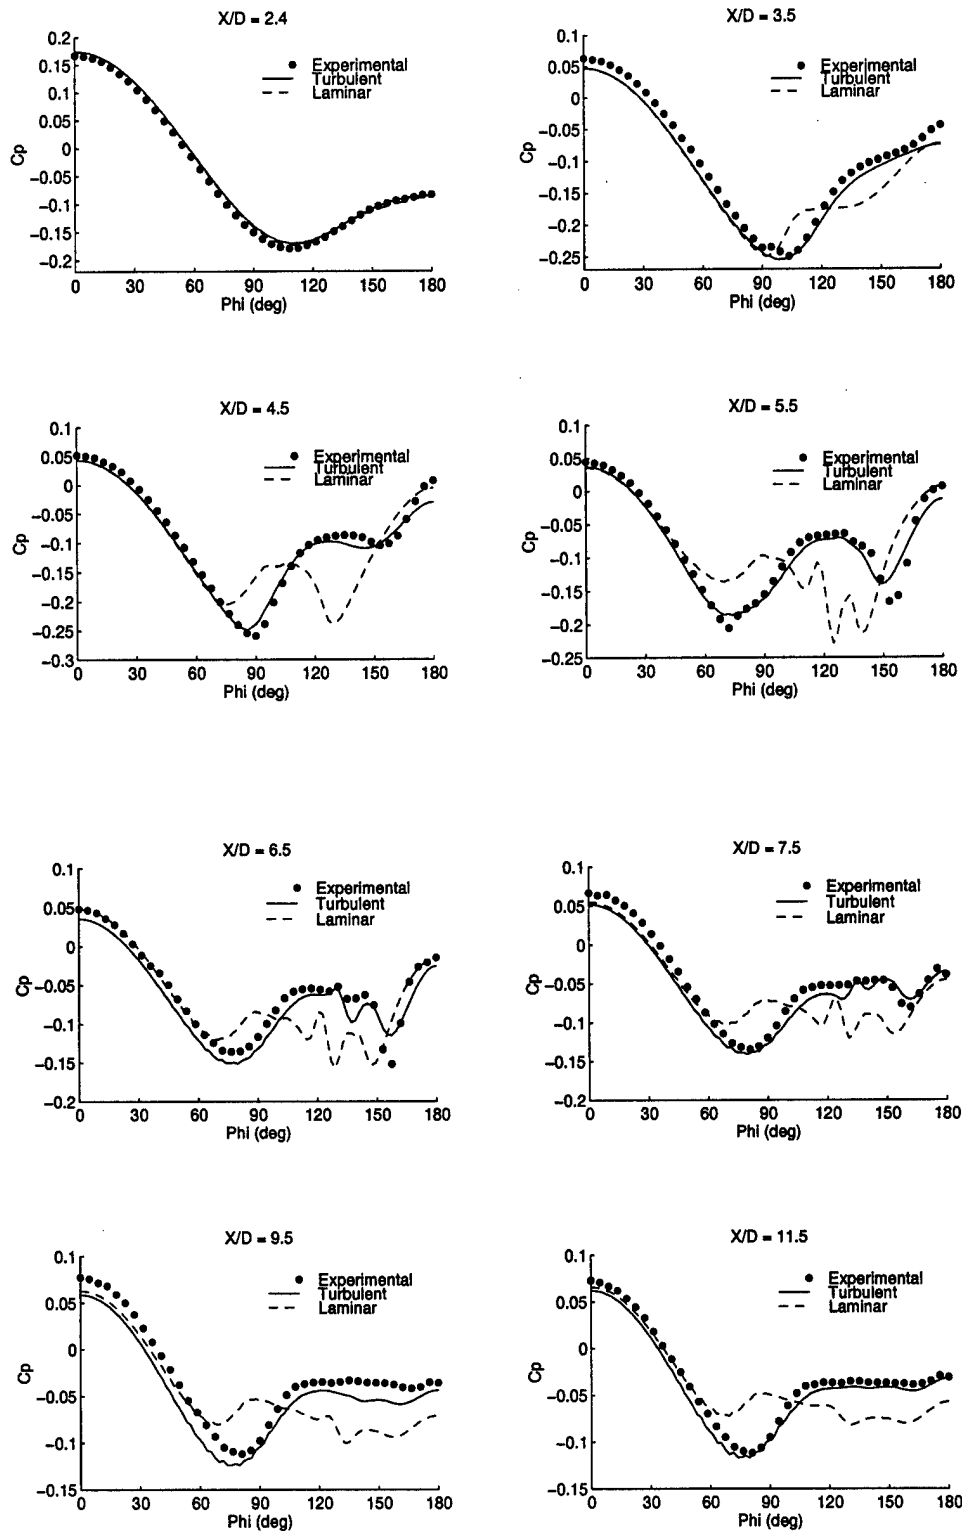 X/D = 2.4
0.2
0.15
0.1
0.05
0
−0.05
−0.1
−0.15
−0.2
Cp
Experimental
Turbulent
Laminar
0 30 60 90 120 150 180
Phi (deg)
X/D = 3.5
0.1
0.05
0
−0.05
−0.1
−0.15
−0.2
−0.25
Cp
Experimental
Turbulent
Laminar
0 30 60 90 120 150 180
Phi (deg)
X/D = 4.5
0.1
0.05
0
−0.05
−0.1
−0.15
−0.2
−0.25
−0.3
Cp
Experimental
Turbulent
Laminar
0 30 60 90 120 150 180
Phi (deg)
X/D = 5.5
0.1
0.05
0
−0.05
−0.1
−0.15
−0.2
−0.25
Cp
Experimental
Turbulent
Laminar
0 30 60 90 120 150 180
Phi (deg)
X/D = 6.5
0.1
0.05
0
−0.05
−0.1
−0.15
−0.2
Cp
Experimental
Turbulent
Laminar
0 30 60 90 120 150 180
Phi (deg)
X/D = 7.5
0.1
0.05
0
−0.05
−0.1
−0.15
−0.2
Cp
Experimental
Turbulent
Laminar
0 30 60 90 120 150 180
Phi (deg)
X/D = 9.5
0.1
0.05
0
−0.05
−0.1
−0.15
Cp
Experimental
Turbulent
Laminar
0 30 60 90 120 150 180
Phi (deg)
X/D = 11.5
0.1
0.05
0
−0.05
−0.1
−0.15
Cp
Experimental
Turbulent
Laminar
0 30 60 90 120 150 180
Phi (deg)